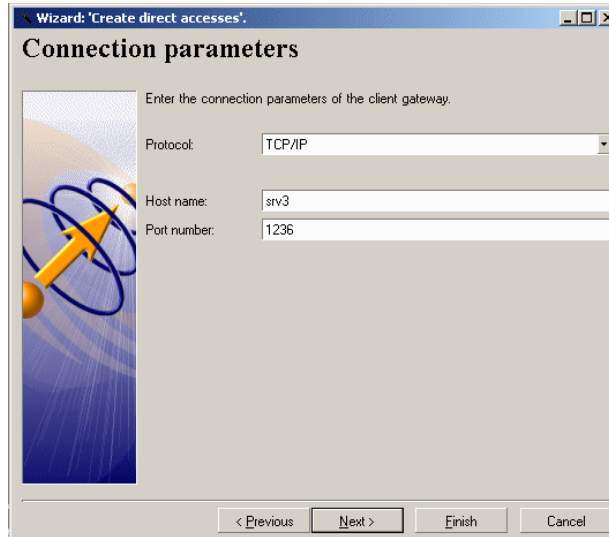 Wizard: 'Create direct accesses'.
Connection parameters
Enter the connection parameters of the client gateway.
Protocol: TCP/IP
Host name: srv3
Port number: 1236
< Previous Next > Finish Cancel